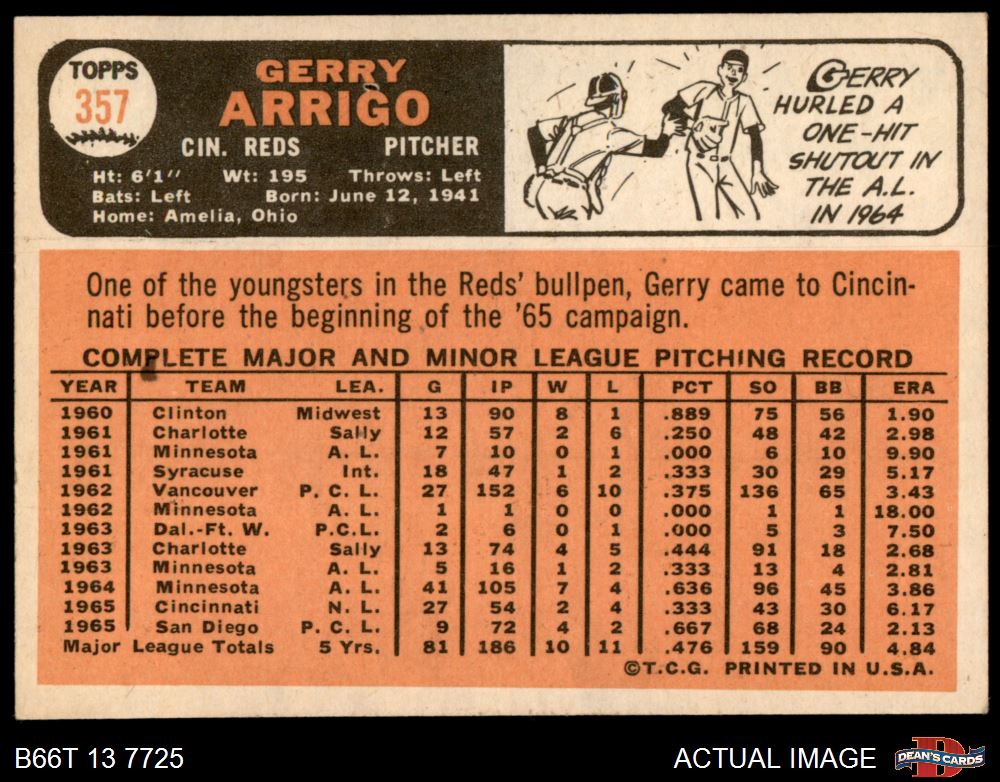 TOPPS
357
GERRY
ARRIGO
CIN. REDS PITCHER
Ht: 6'1" Wt: 195 Throws: Left
Bats: Left Born: June 12, 1941
Home: Amelia, Ohio
GERRY
HURLED A
ONE-HIT
SHUTOUT IN
THE A.L.
IN 1964
One of the youngsters in the Reds' bullpen, Gerry came to Cincin-
nati before the beginning of the '65 campaign.
COMPLETE MAJOR AND MINOR LEAGUE PITCHING RECORD
YEAR TEAM LEA. G IP W L PCT SO BB ERA
1960 Clinton Midwest 13 90 8 1 .889 75 56 1.90
1961 Charlotte Sally 12 57 2 6 .250 48 42 2.98
1961 Minnesota A. L. 7 10 0 1 .000 6 10 9.90
1961 Syracuse Int. 18 47 1 2 .333 30 29 5.17
1962 Vancouver P. C. L. 27 152 6 10 .375 136 65 3.43
1962 Minnesota A. L. 1 1 0 0 .000 1 1 18.00
1963 Dal.-Ft. W. P.C.L. 2 6 0 1 .000 5 3 7.50
1963 Charlotte Sally 13 74 4 5 .444 91 18 2.68
1963 Minnesota A. L. 5 16 1 2 .333 13 4 2.81
1964 Minnesota A. L. 41 105 7 4 .636 96 45 3.86
1965 Cincinnati N. L. 27 54 2 4 .333 43 30 6.17
1965 San Diego P. C. L. 9 72 4 2 .667 68 24 2.13
Major League Totals 5 Yrs. 81 186 10 11 .476 159 90 4.84
©T.C.G. PRINTED IN U.S.A.
B66T 13 7725 ACTUAL IMAGE
D
DEAN'S CARDS